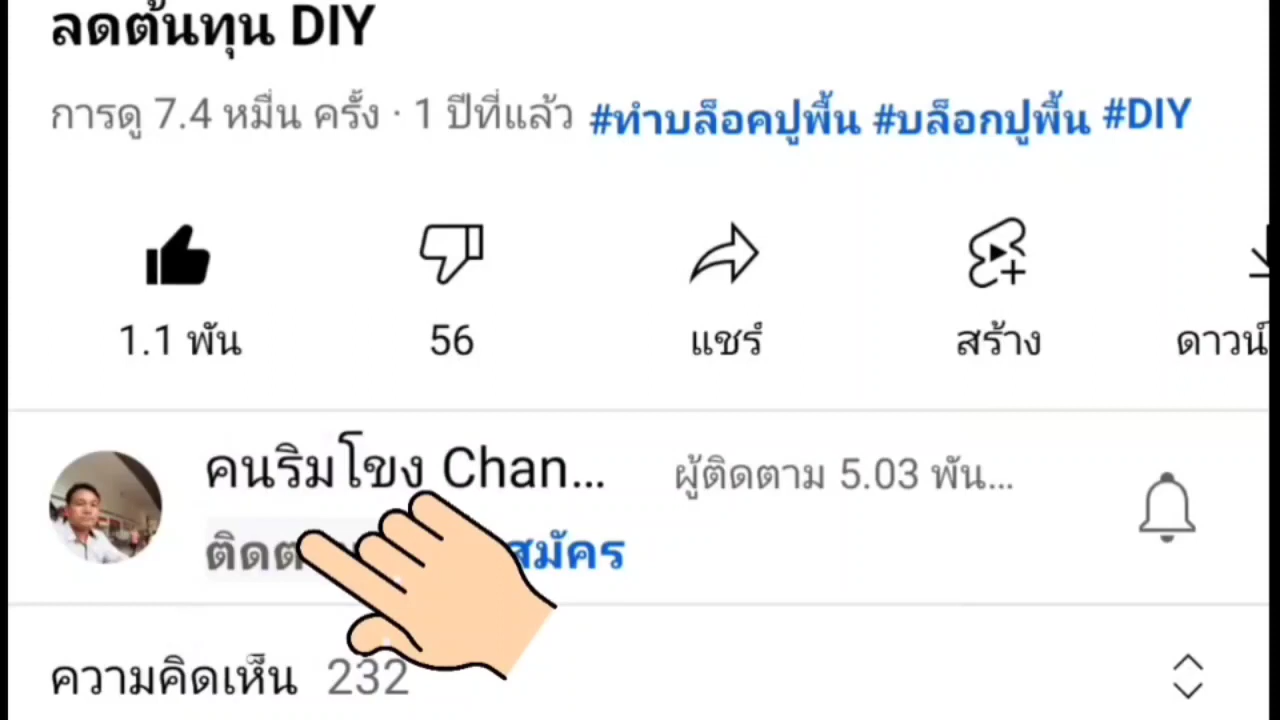 ลดต้นทุน DIY
การดู 7.4 หมื่น ครั้ง · 1 ปีที่แล้ว #ทำบล็อคปูพื้น #บล็อกปูพื้น #DIY
1.1 พัน 56 แชร์ สร้าง ดาวน์
คนริมโขง Chan... ผู้ติดตาม 5.03 พัน...
สมัคร
ความคิดเห็น 232